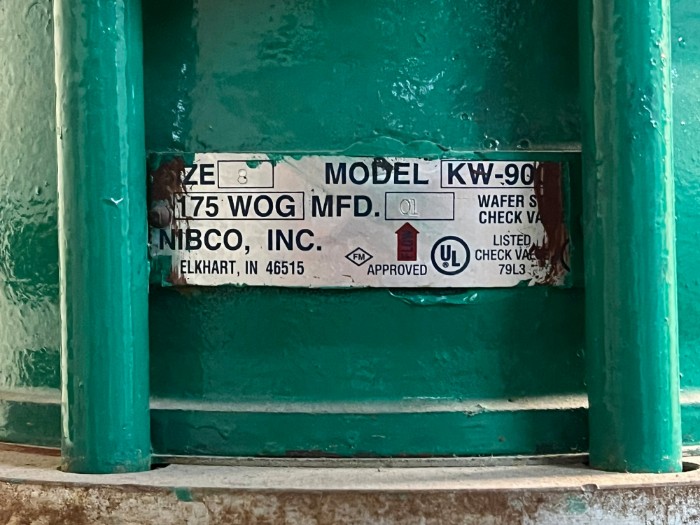 ZE 8 MODEL KW-90
175 WOG MFD. 01
WAFER S
CHECK VA
NIBCO, INC.
ELKHART, IN 46515
FM
APPROVED
UL
LISTED
CHECK VAL
79L3